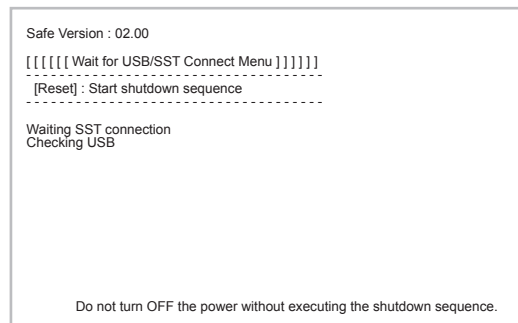 Safe Version : 02.00
[ [ [ [ [ [ Wait for USB/SST Connect Menu ] ] ] ] ] ]
- - - - - - - - - - - - - - - - - - - - - - - - - - - - - - - - - - - -
[Reset] : Start shutdown sequence
- - - - - - - - - - - - - - - - - - - - - - - - - - - - - - - - - - - -
Waiting SST connection
Checking USB
Do not turn OFF the power without executing the shutdown sequence.